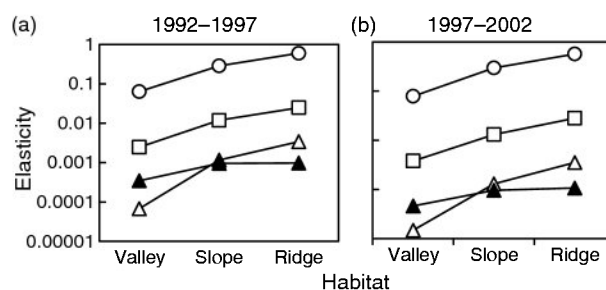 (a) 1992–1997
(b) 1997–2002
Elasticity
1
0.1
0.01
0.001
0.0001
0.00001
Valley Slope Ridge
Valley Slope Ridge
Habitat